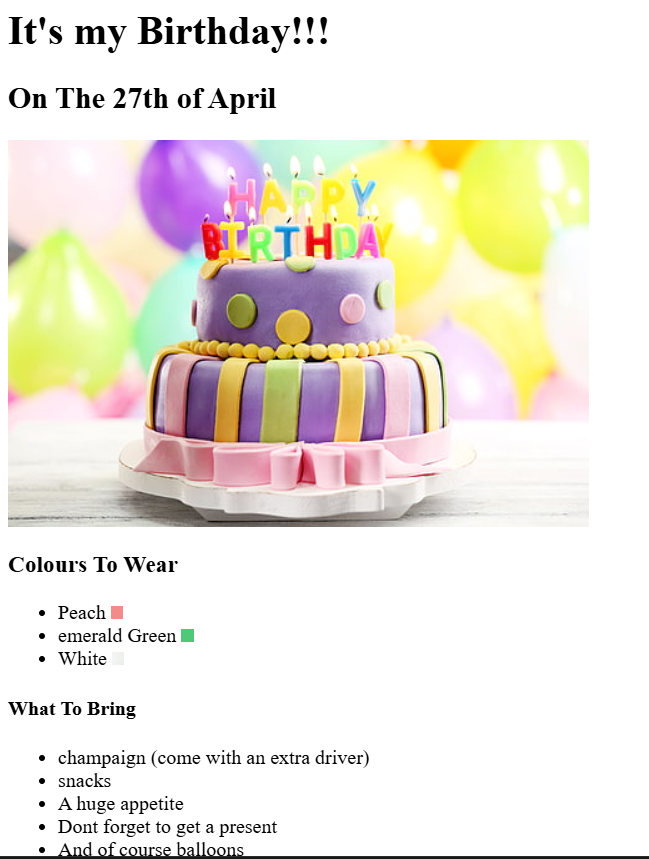 It's my Birthday!!!
On The 27th of April
HAPPY
BIRTHDAY
Colours To Wear
Peach
emerald Green
White
What To Bring
champaign (come with an extra driver)
snacks
A huge appetite
Dont forget to get a present
And of course balloons